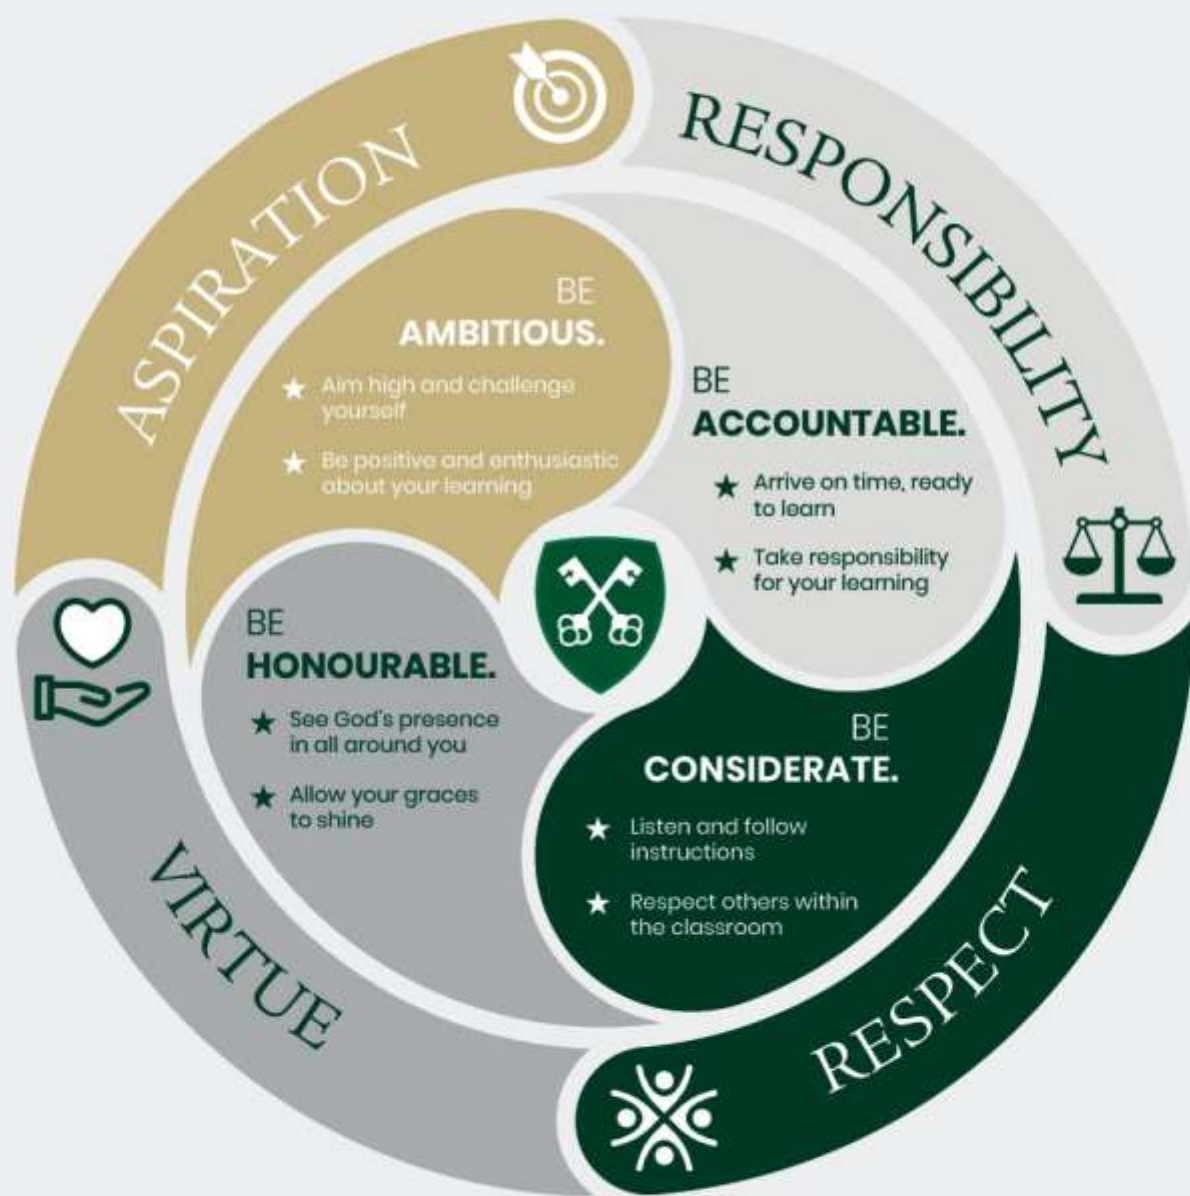 ASPIRATION
BE
AMBITIOUS.
★ Aim high and challenge
yourself
★ Be positive and enthusiastic
about your learning
RESPONSIBILITY
BE
ACCOUNTABLE.
★ Arrive on time, ready
to learn
★ Take responsibility
for your learning
VIRTUE
BE
HONOURABLE.
★ See God's presence
in all around you
★ Allow your graces
to shine
RESPECT
BE
CONSIDERATE.
★ Listen and follow
instructions
★ Respect others within
the classroom